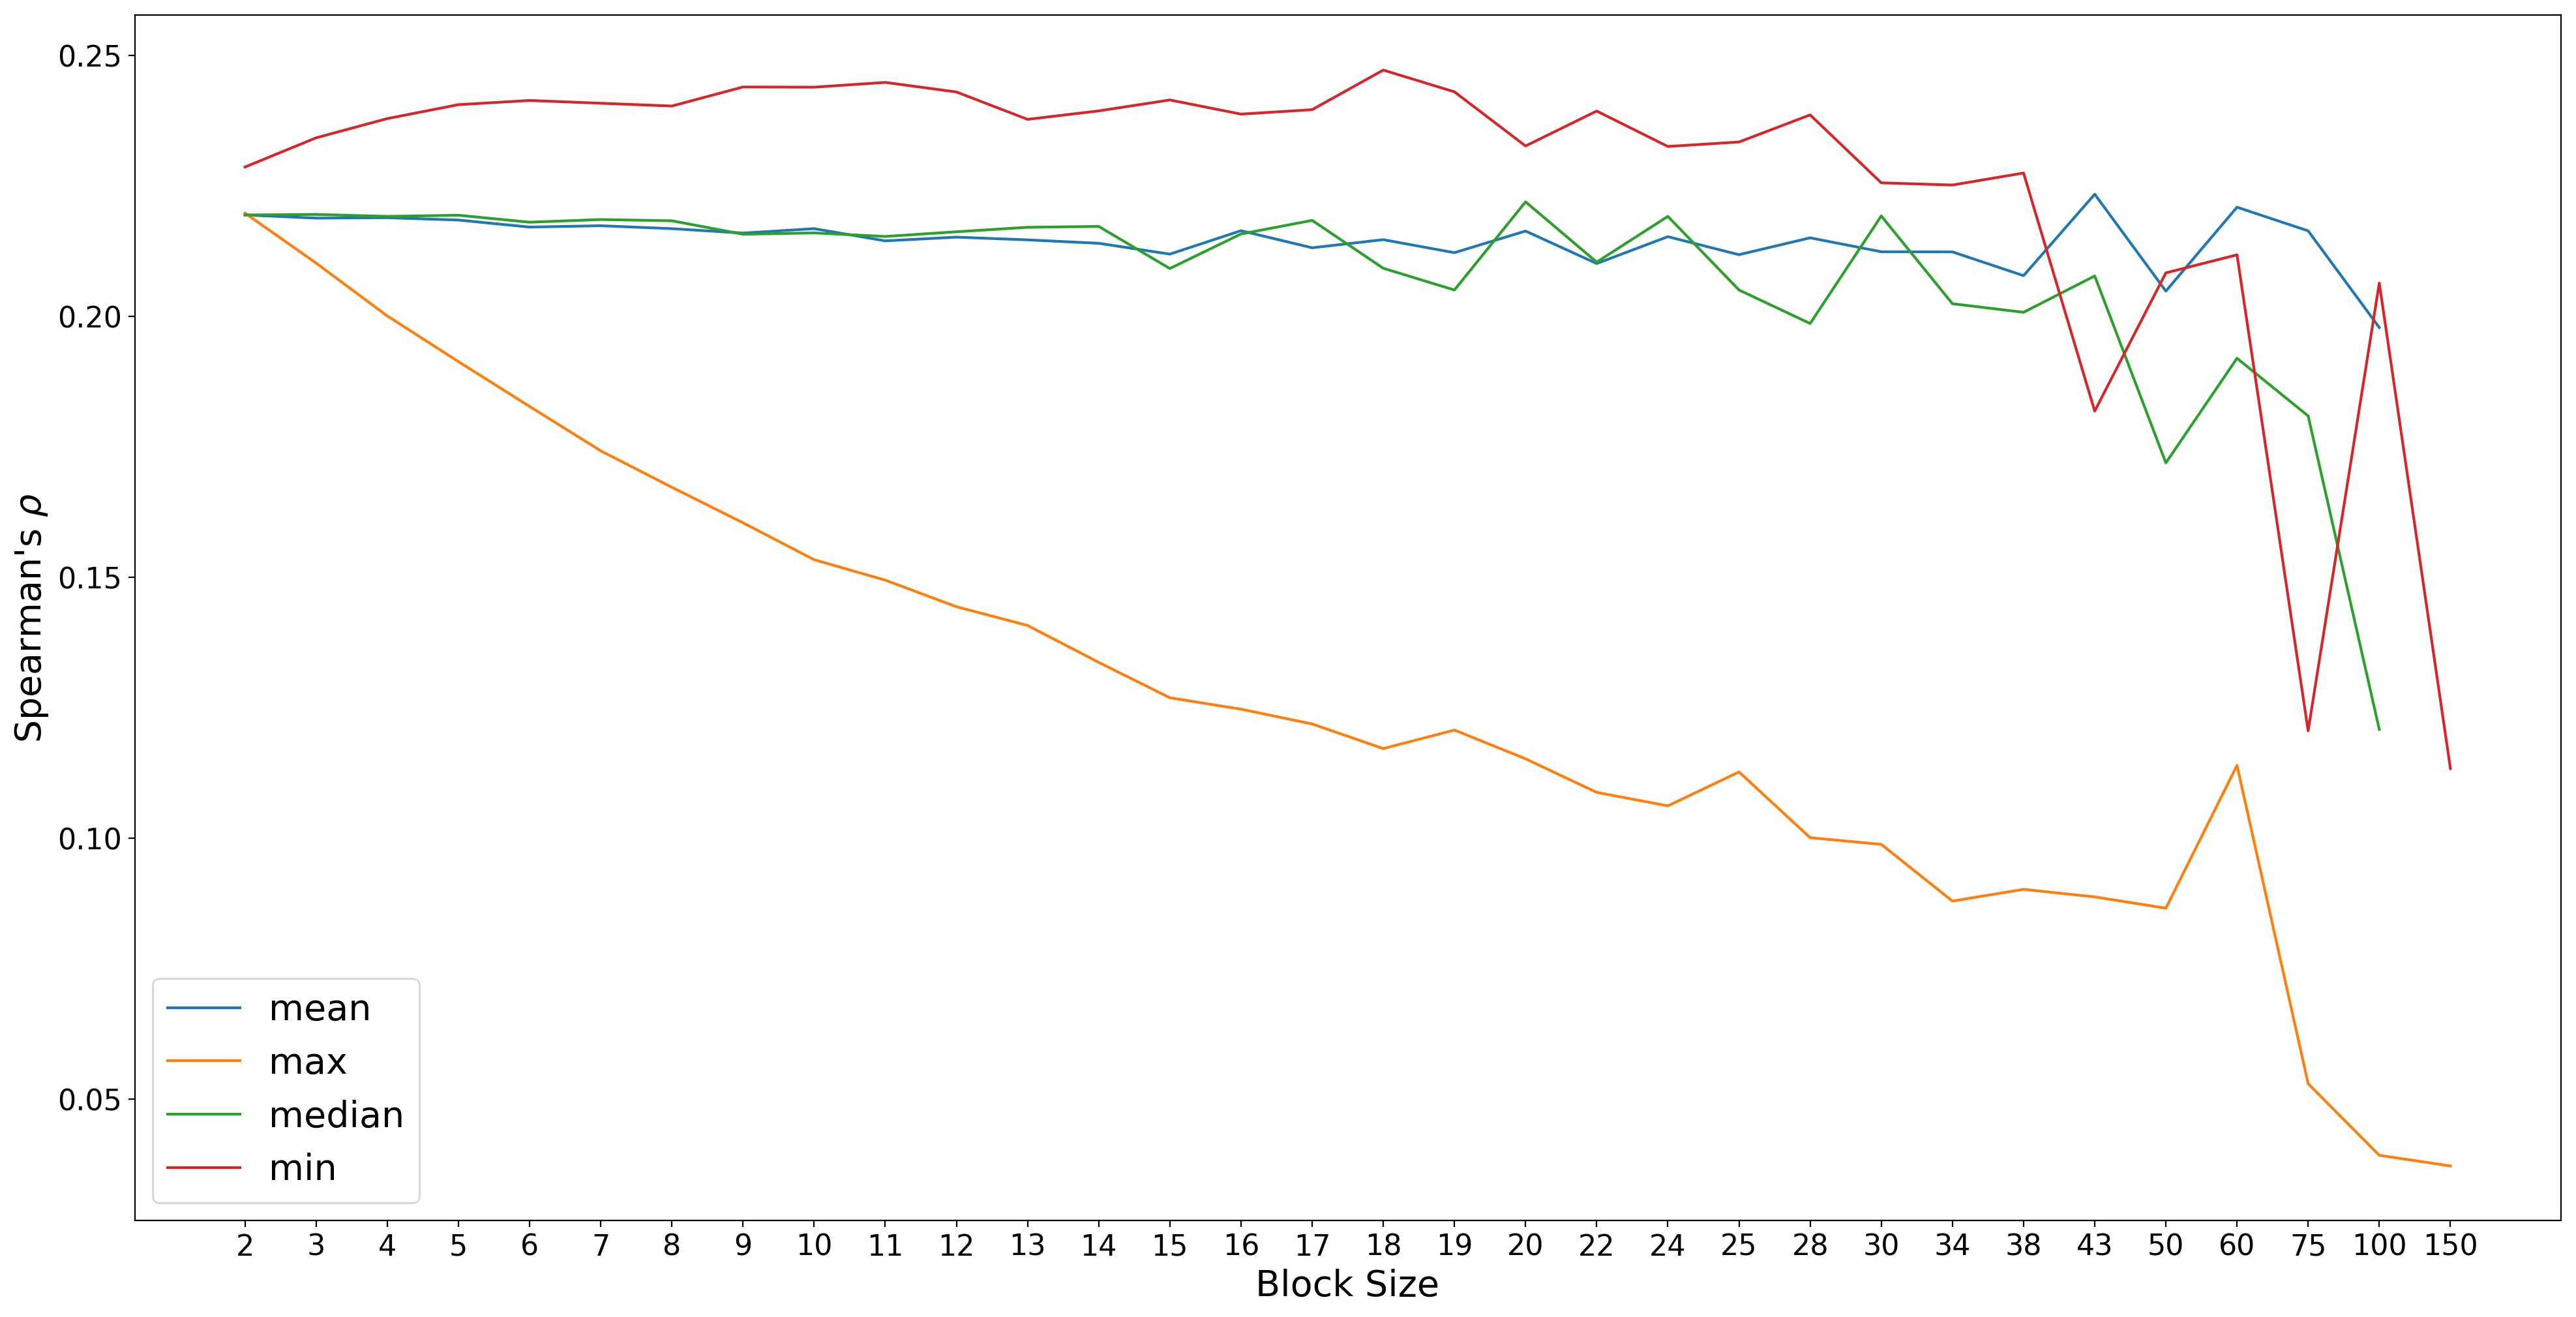 0.25
0.20
0.15
0.10
0.05
Spearman's ρ
mean
max
median
min
2 3 4 5 6 7 8 9 10 11 12 13 14 15 16 17 18 19 20 22 24 25 28 30 34 38 43 50 60 75 100 150
Block Size